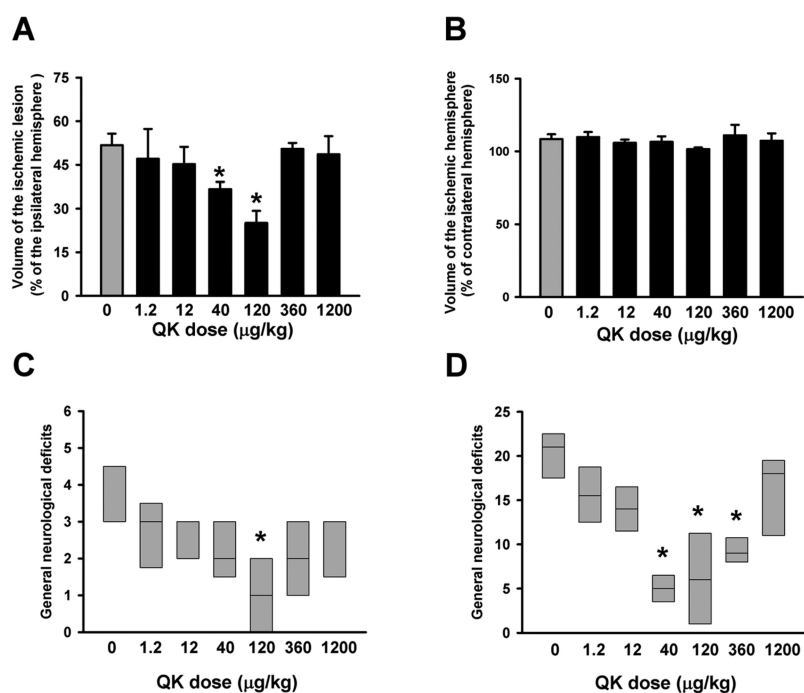 A
Volume of the ischemic lesion
(% of the ipsilateral hemisphere )
75
60
45
30
15
0
*
*
0 1.2 12 40 120 360 1200
QK dose (µg/kg)
B
Volume of the ischemic hemisphere
(% of contralateral hemisphere)
150
100
50
0
0 1.2 12 40 120 360 1200
QK dose (µg/kg)
C
General neurological deficits
6
5
4
3
2
1
0
*
0 1.2 12 40 120 360 1200
QK dose (µg/kg)
D
General neurological deficits
25
20
15
10
5
0
*
*
*
0 1.2 12 40 120 360 1200
QK dose (µg/kg)